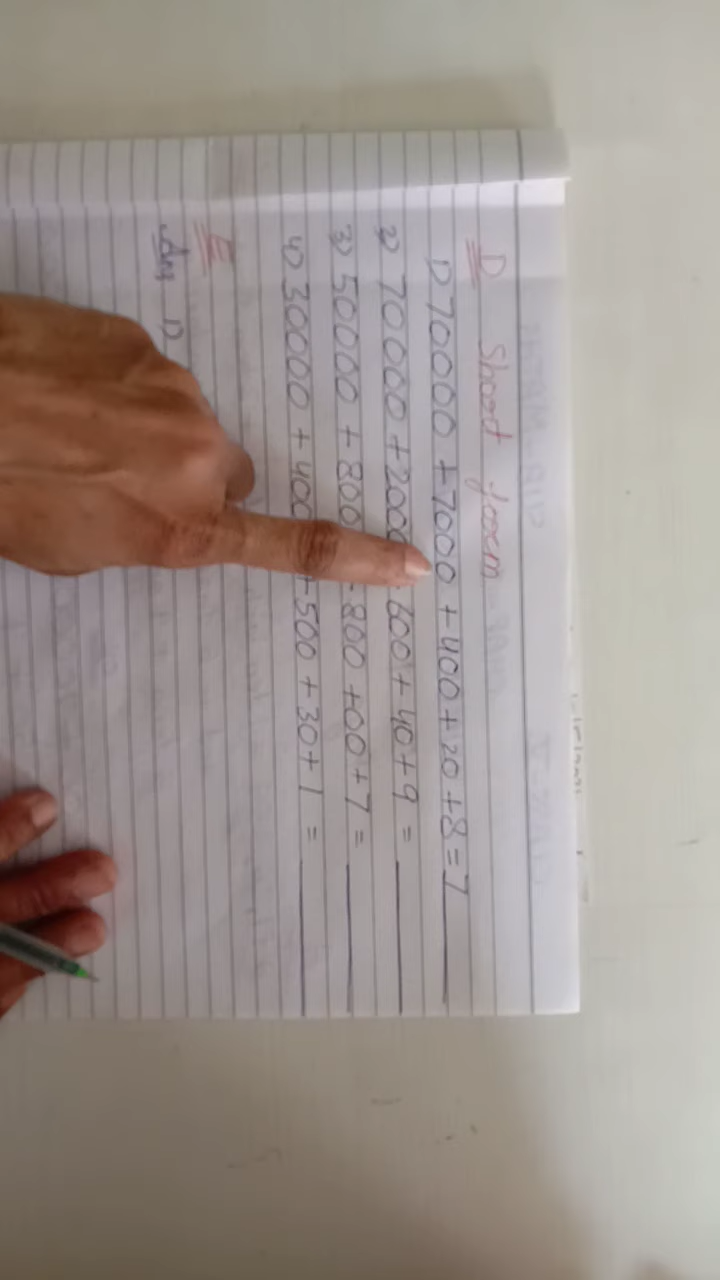 D Short form
1) 70000 + 7000 + 400 + 20 + 8 = 7
2) 70000 + 2000 600 + 40 + 9 =
3) 50000 + 800 800 + 00 + 7 =
4) 30000 + 400 + 500 + 30 + 1 =
E
Ans 1)